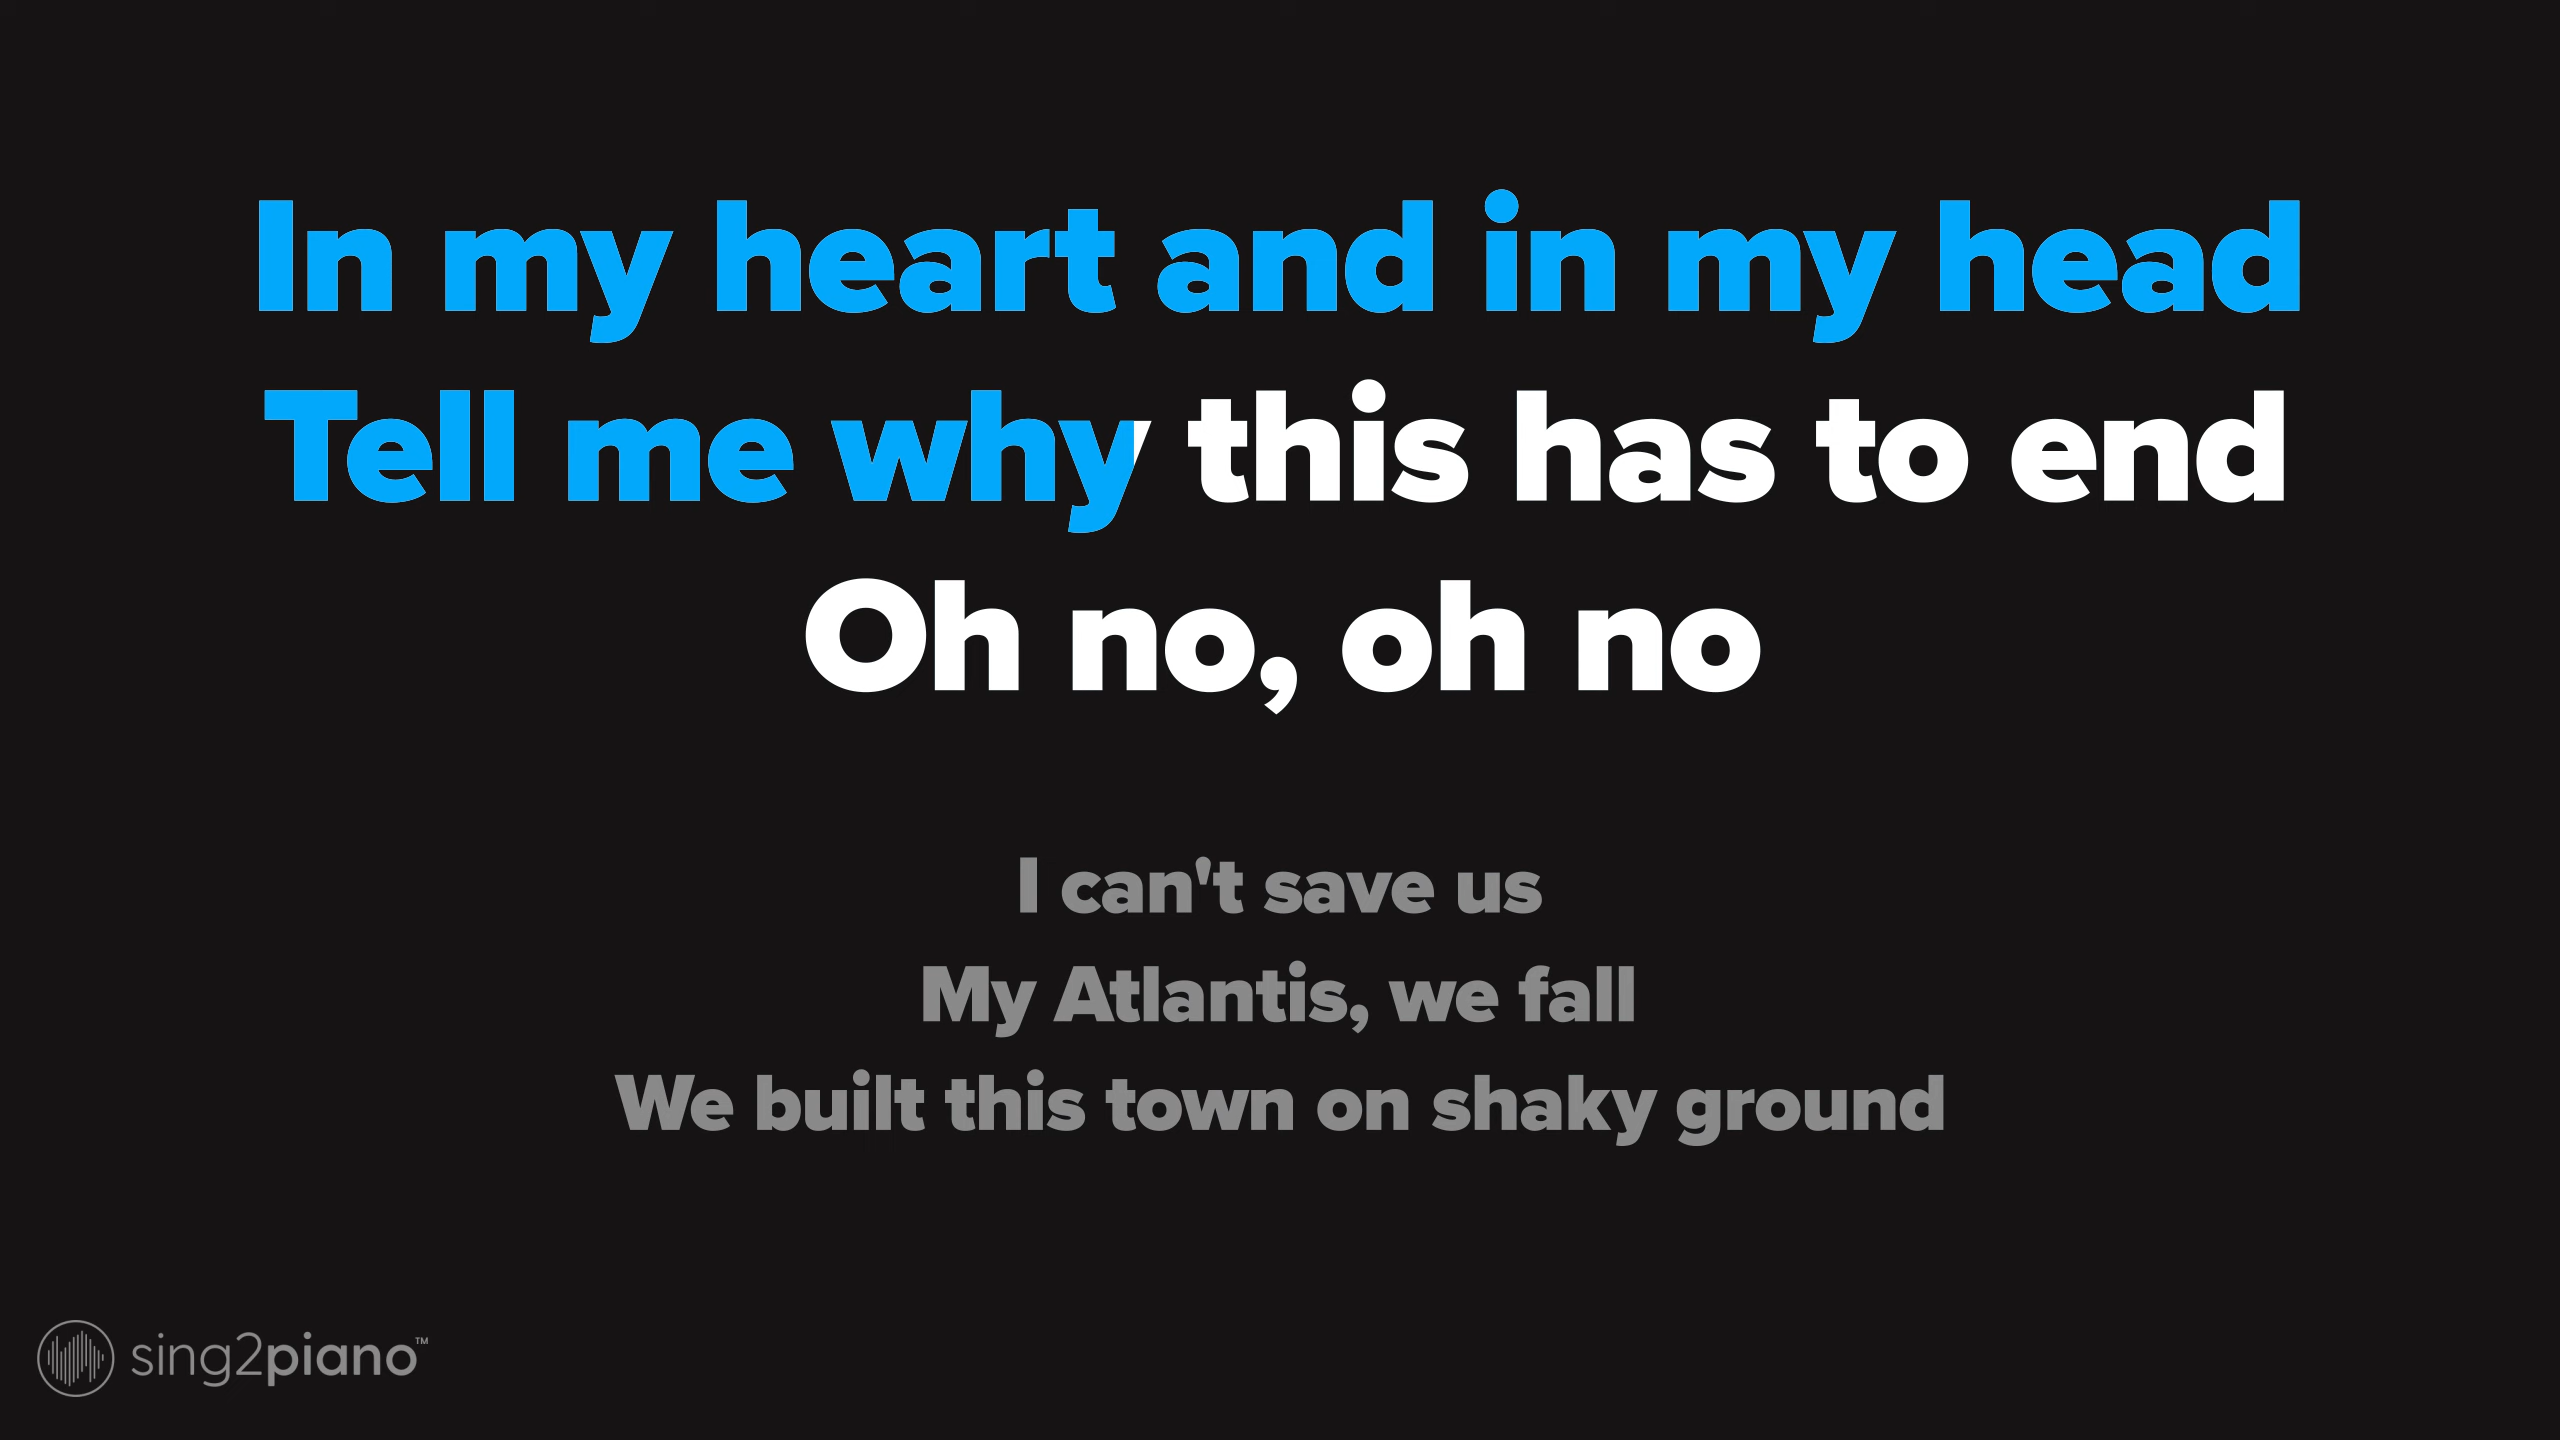 In my heart and in my head
Tell me why this has to end
Oh no, oh no
I can't save us
My Atlantis, we fall
We built this town on shaky ground
sing2piano™